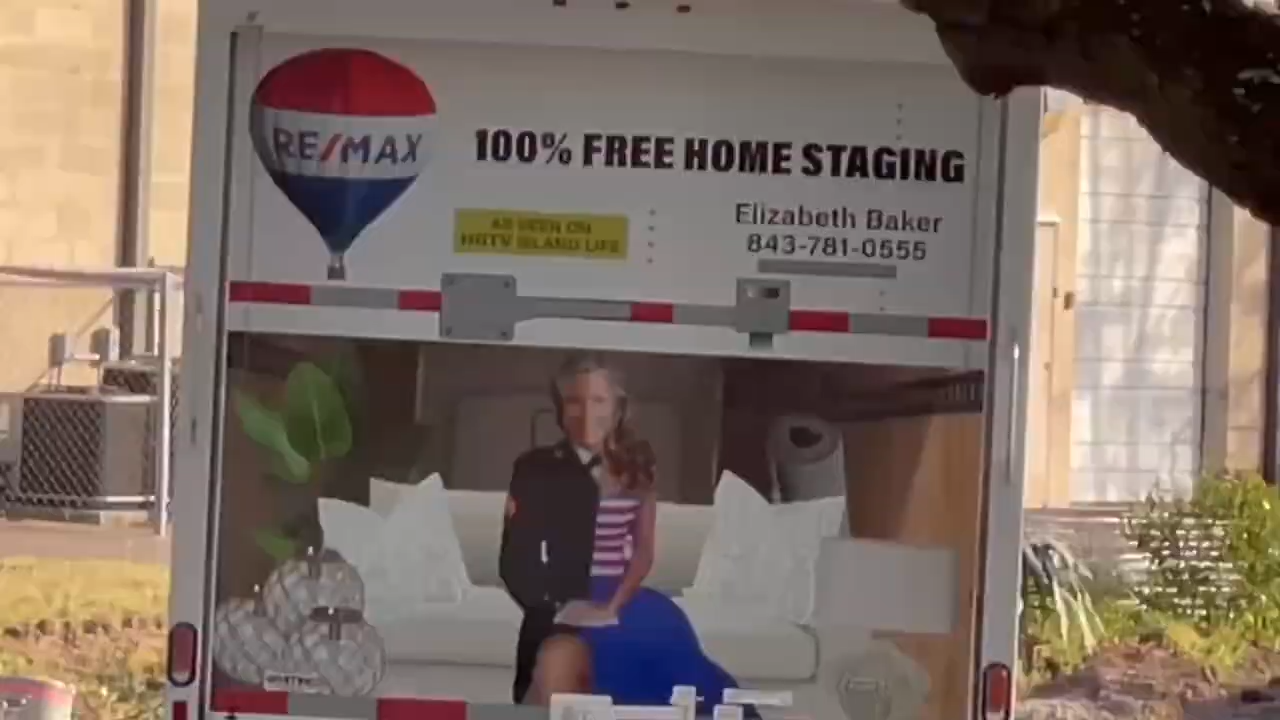 RE/MAX
100% FREE HOME STAGING
Elizabeth Baker
843-781-0555
AS SEEN ON
HGTV ISLAND LIFE